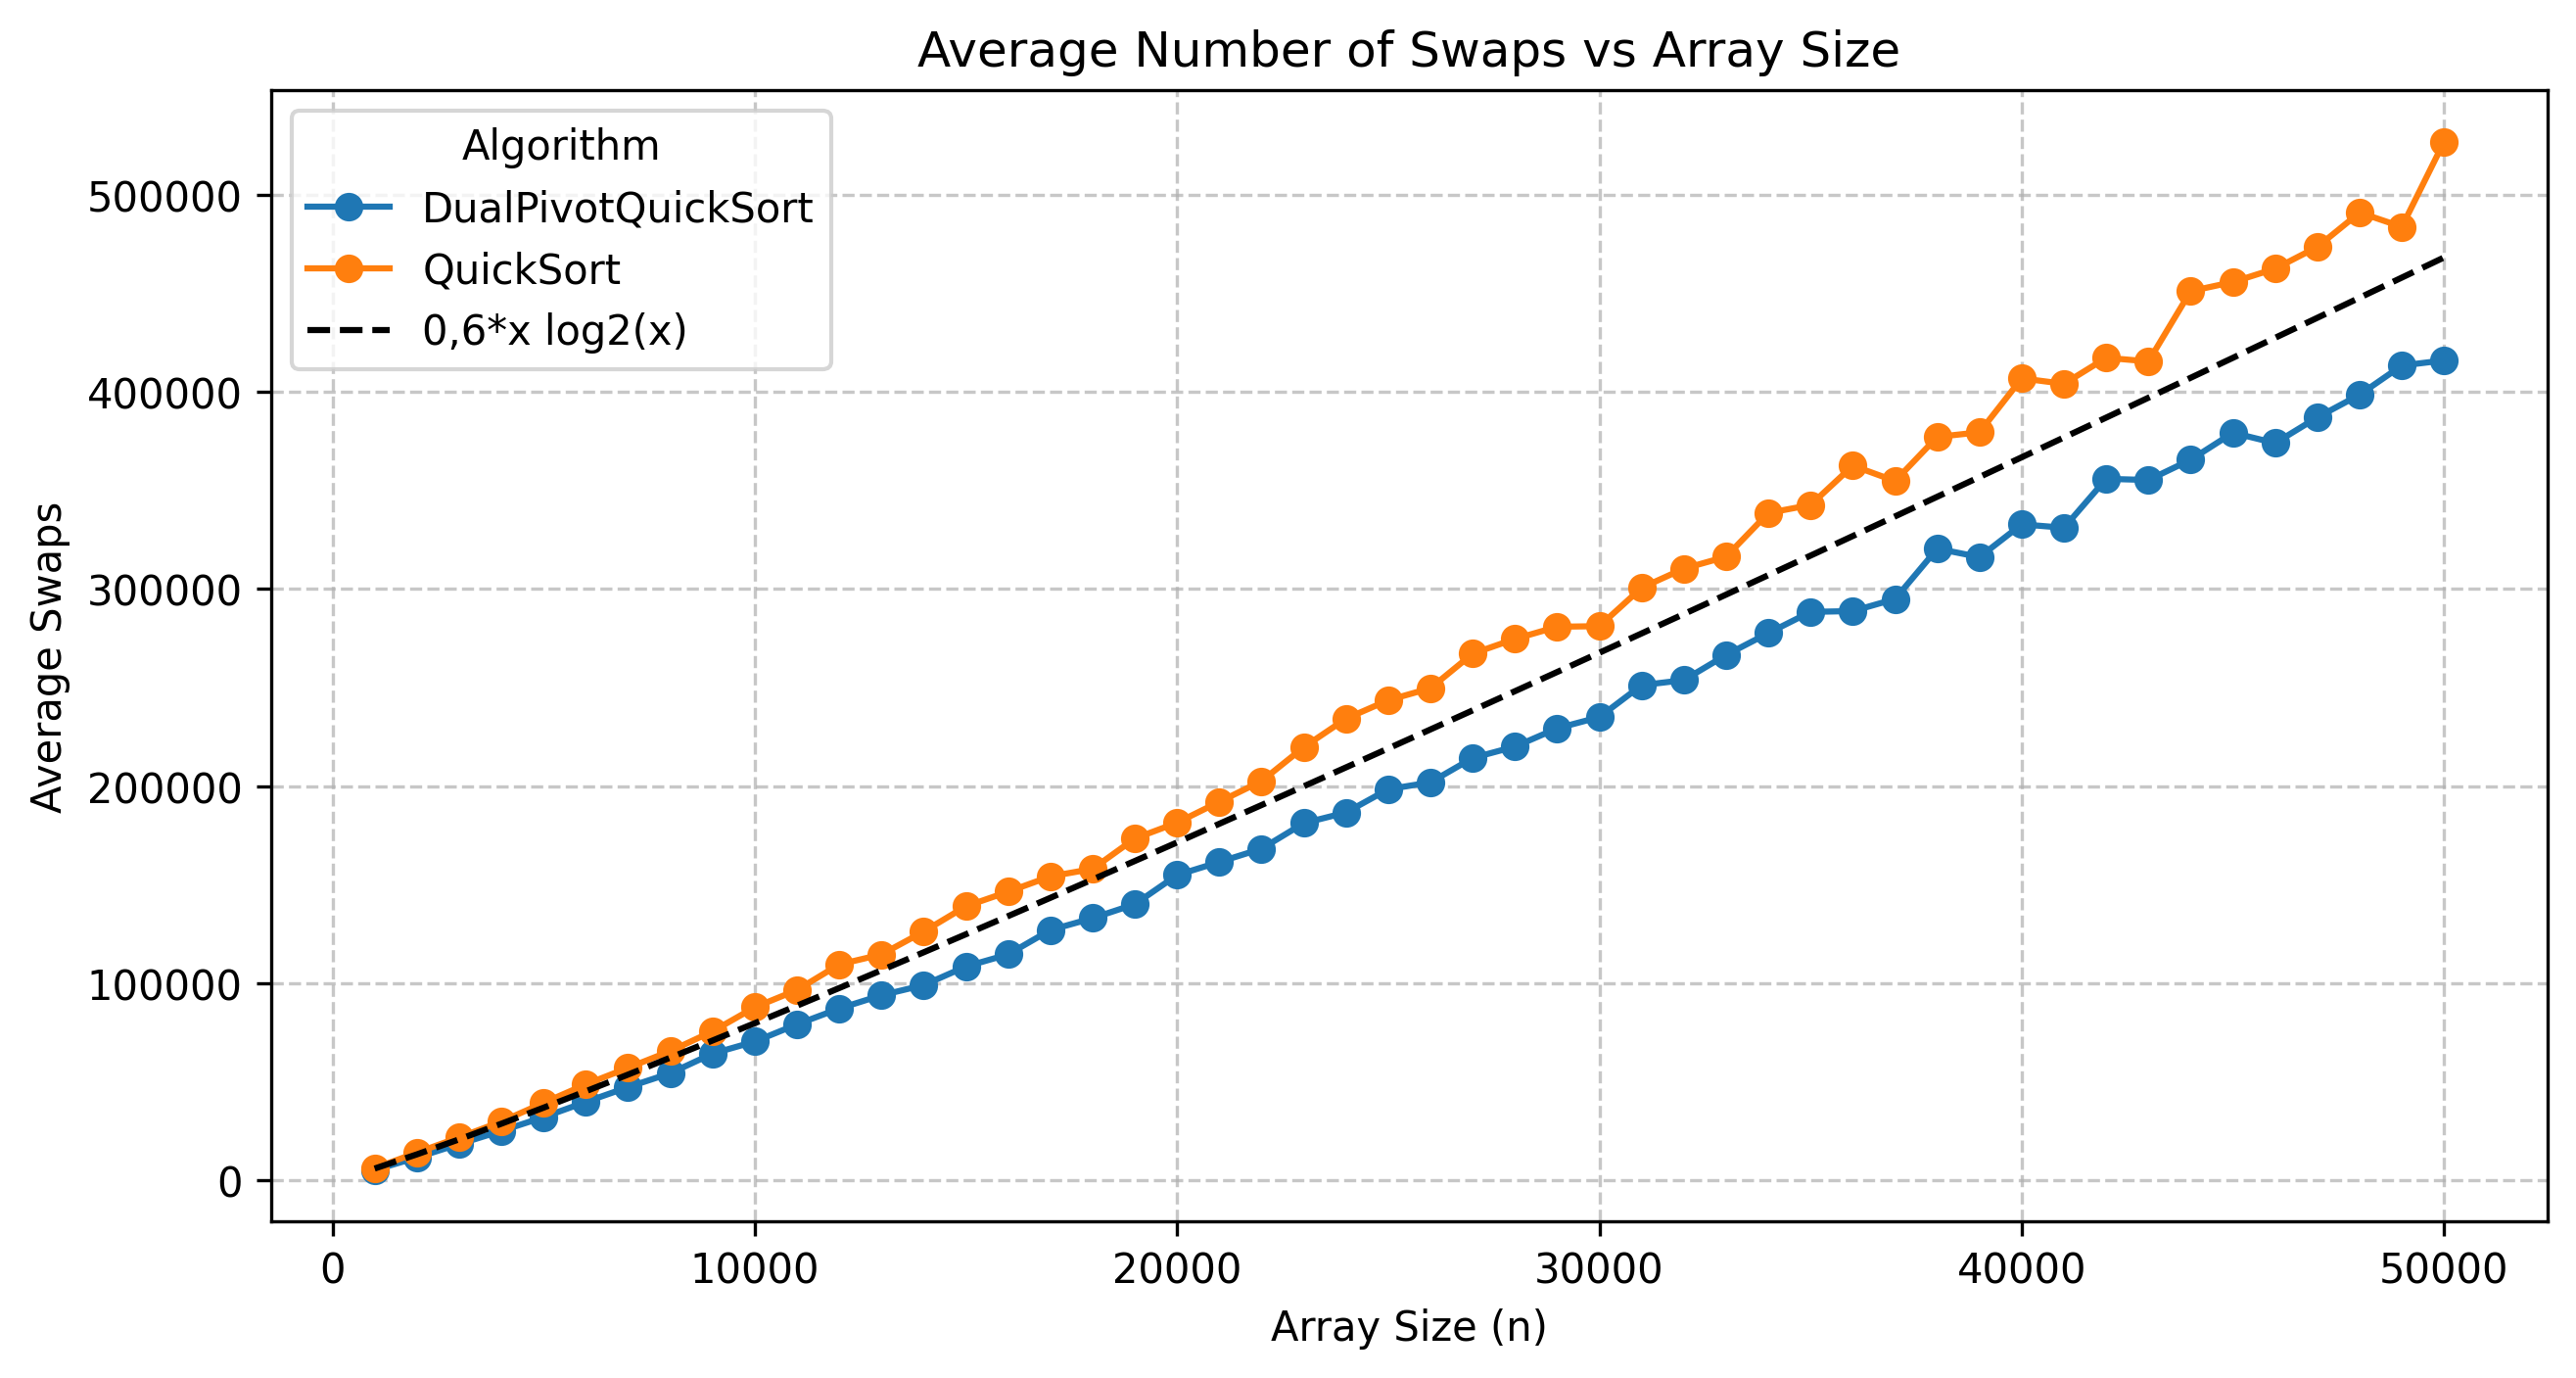 Average Number of Swaps vs Array Size
Algorithm
DualPivotQuickSort
QuickSort
0,6*x log2(x)
Average Swaps
500000
400000
300000
200000
100000
0
0
10000
20000
30000
40000
50000
Array Size (n)